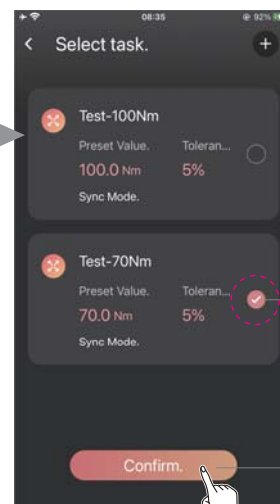 08:35
92%
Select task.
Test-100Nm
Preset Value. Toleran...
100.0 Nm 5%
Sync Mode.
Test-70Nm
Preset Value. Toleran...
70.0 Nm 5%
Sync Mode.
Confirm.